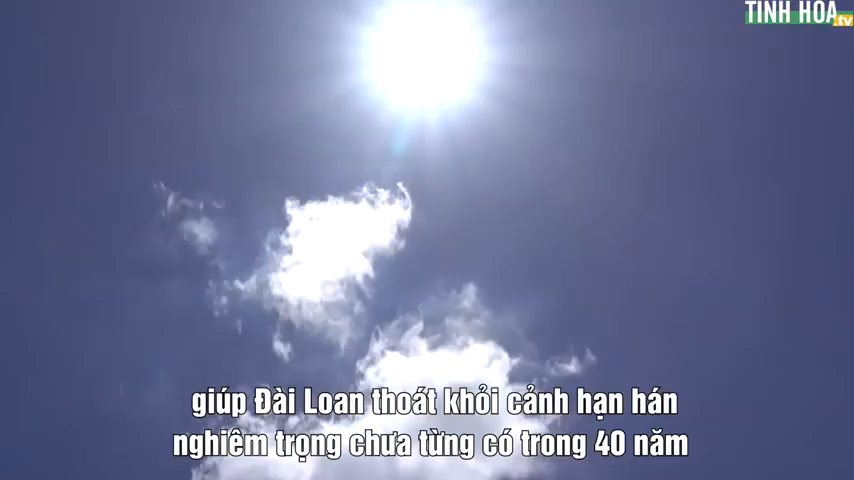 TINH HOA.tv
giúp Đài Loan thoát khỏi cảnh hạn hán
nghiêm trọng chưa từng có trong 40 năm